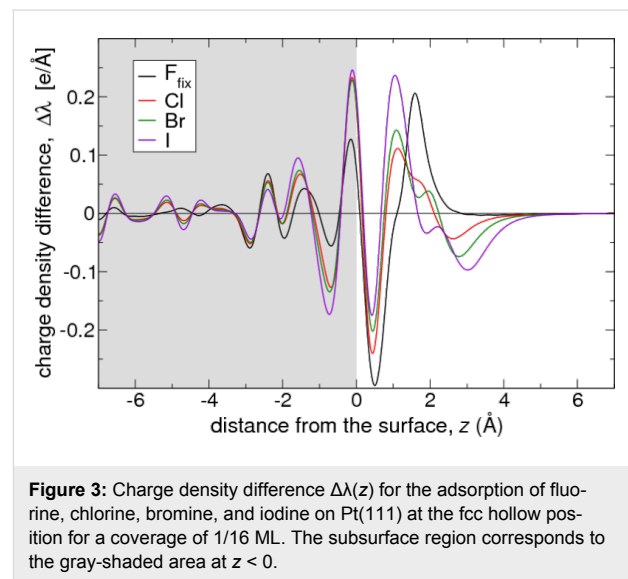 charge density difference, Δλ [e/Å]
0.2
0.1
0
-0.1
-0.2
F_fix
Cl
Br
I
-6 -4 -2 0 2 4 6
distance from the surface, z (Å)
Figure 3: Charge density difference Δλ(z) for the adsorption of fluo-
rine, chlorine, bromine, and iodine on Pt(111) at the fcc hollow pos-
ition for a coverage of 1/16 ML. The subsurface region corresponds to
the gray-shaded area at z < 0.